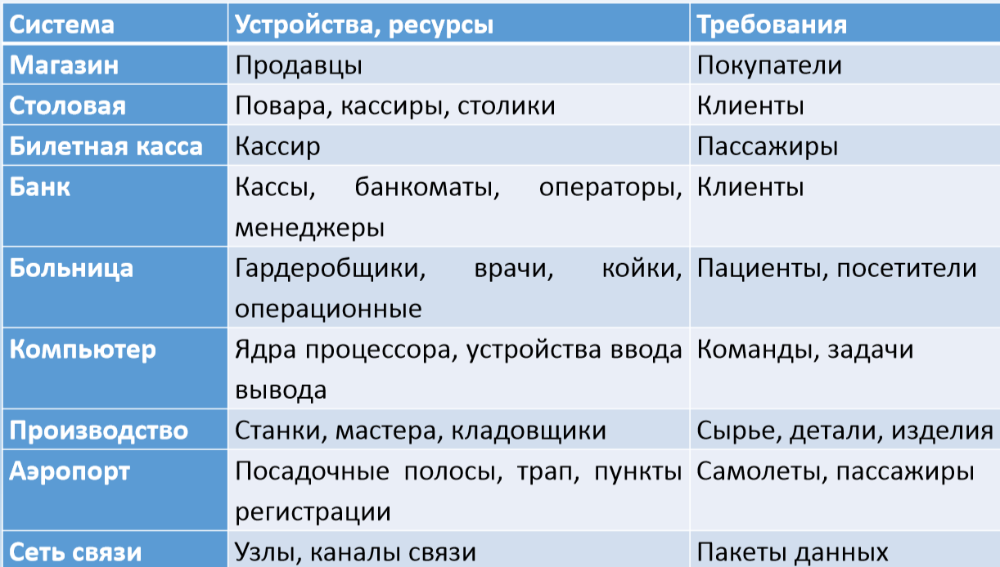 Система Устройства, ресурсы Требования
Магазин Продавцы Покупатели
Столовая Повара, кассиры, столики Клиенты
Билетная касса Кассир Пассажиры
Банк Кассы, банкоматы, операторы, Клиенты
менеджеры
Больница Гардеробщики, врачи, койки, Пациенты, посетители
операционные
Компьютер Ядра процессора, устройства ввода Команды, задачи
вывода
Производство Станки, мастера, кладовщики Сырье, детали, изделия
Аэропорт Посадочные полосы, трап, пункты Самолеты, пассажиры
регистрации
Сеть связи Узлы, каналы связи Пакеты данных